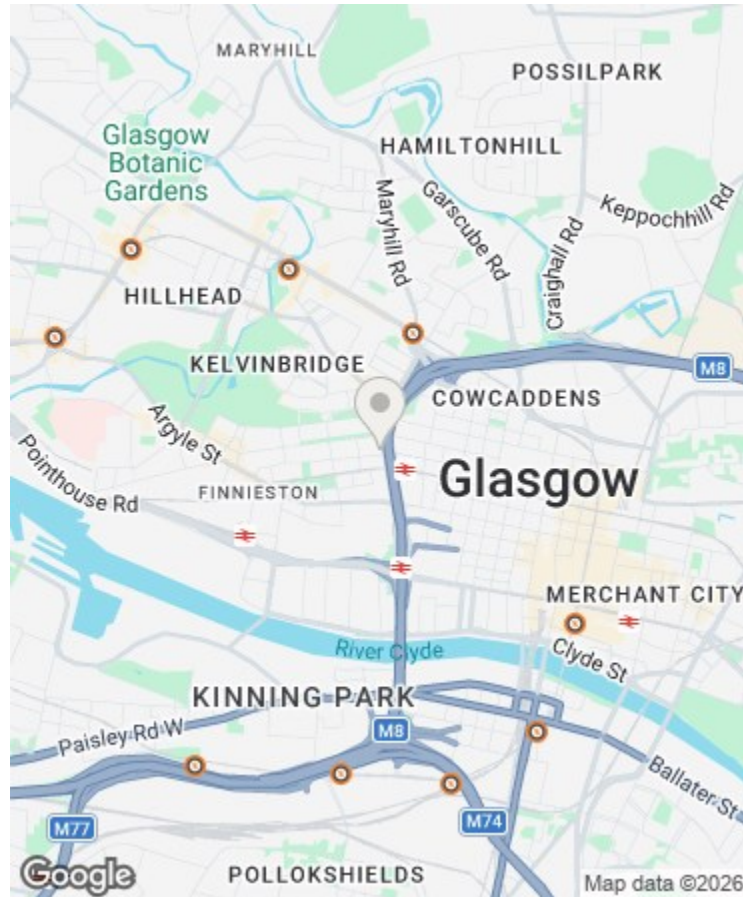 MARYHILL
POSSILPARK
Glasgow
Botanic
Gardens
HAMILTONHILL
Maryhill Rd
Garscube Rd
Keppochhill Rd
Craighall Rd
HILLHEAD
KELVINBRIDGE
M8
COWCADDENS
Argyle St
Pointhouse Rd
Glasgow
FINNIESTON
MERCHANT CITY
River Clyde
Clyde St
KINNING PARK
Paisley Rd W
M8
Ballater St
M77
M74
POLLOKSHIELDS
Google
Map data ©2026